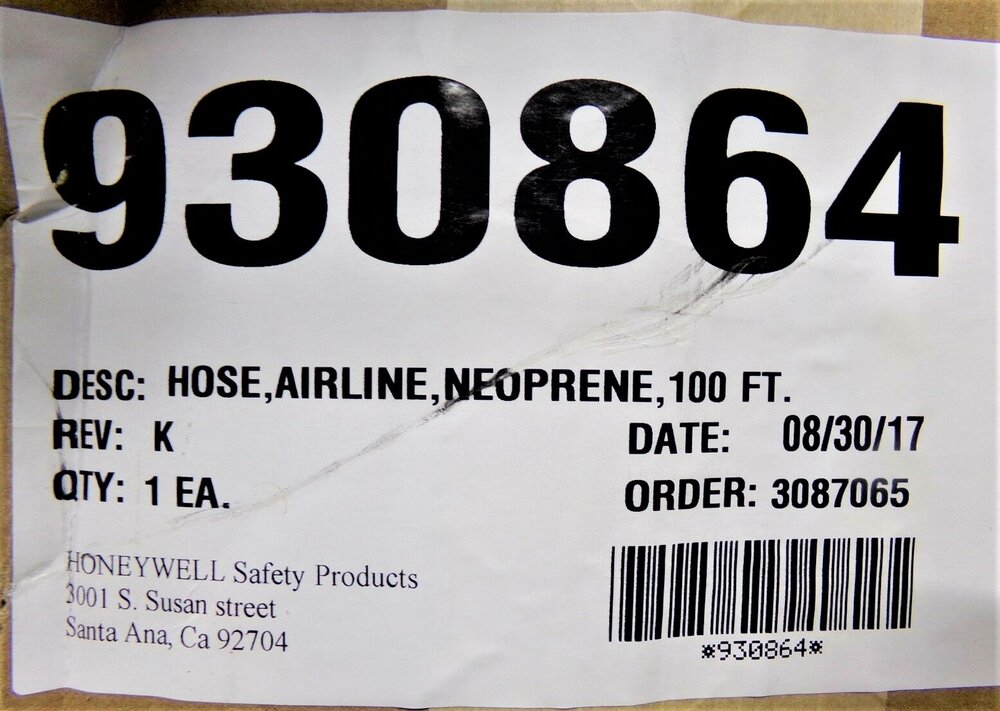 930864
DESC: HOSE,AIRLINE,NEOPRENE,100 FT.
REV: K
DATE: 08/30/17
QTY: 1 EA.
ORDER: 3087065
HONEYWELL Safety Products
3001 S. Susan street
Santa Ana, Ca 92704
*930864*